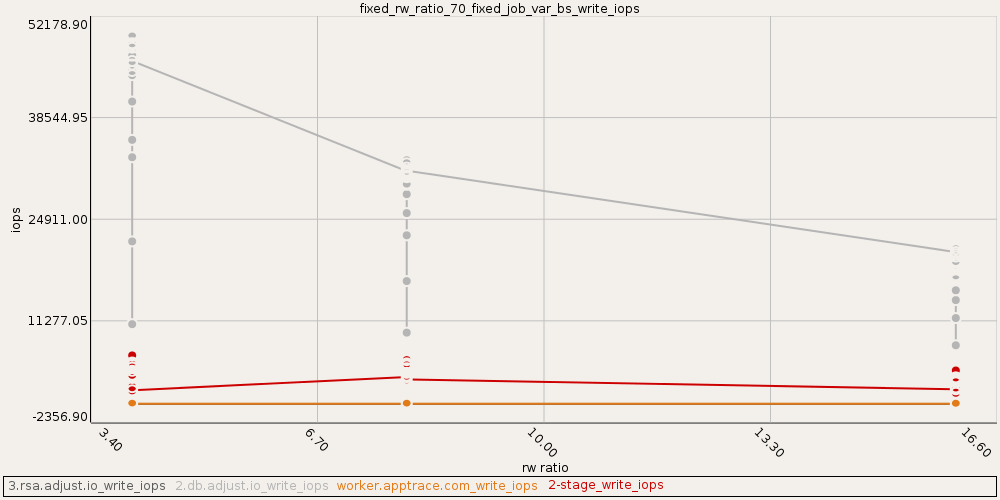 fixed_rw_ratio_70_fixed_job_var_bs_write_iops
52178.90
38544.95
24911.00
11277.05
-2356.90
iops
3.40
6.70
10.00
13.30
16.60
rw ratio
3.rsa.adjust.io_write_iops 2.db.adjust.io_write_iops worker.apptrace.com_write_iops 2-stage_write_iops